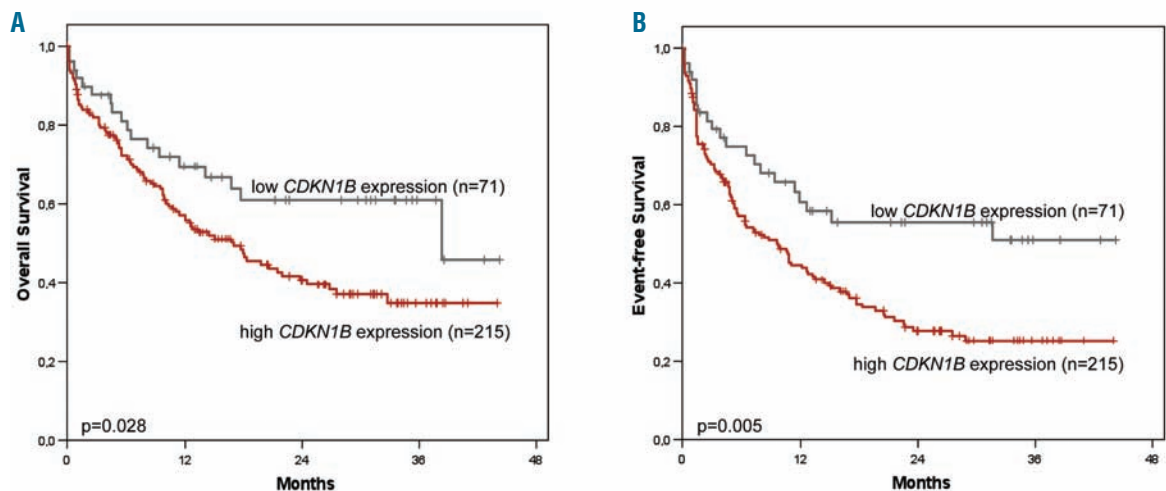 A
Overall Survival
1,0
0,8
0,6
0,4
0,2
0,0
low CDKN1B expression (n=71)
high CDKN1B expression (n=215)
p=0.028
0 12 24 36 48
Months
B
Event-free Survival
1,0
0,8
0,6
0,4
0,2
0,0
low CDKN1B expression (n=71)
high CDKN1B expression (n=215)
p=0.005
0 12 24 36 48
Months